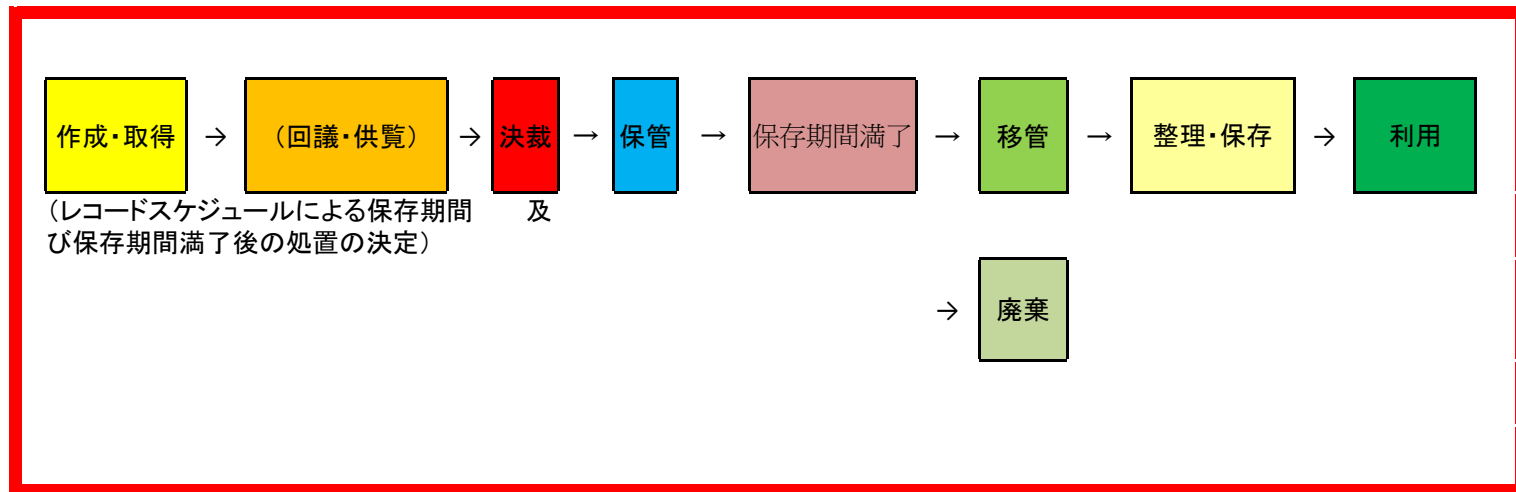 作成・取得 → （回議・供覧） → 決裁 → 保管 → 保存期間満了 → 移管 → 整理・保存 → 利用
（レコードスケジュールによる保存期間　　及
び保存期間満了後の処置の決定）
→ 廃棄